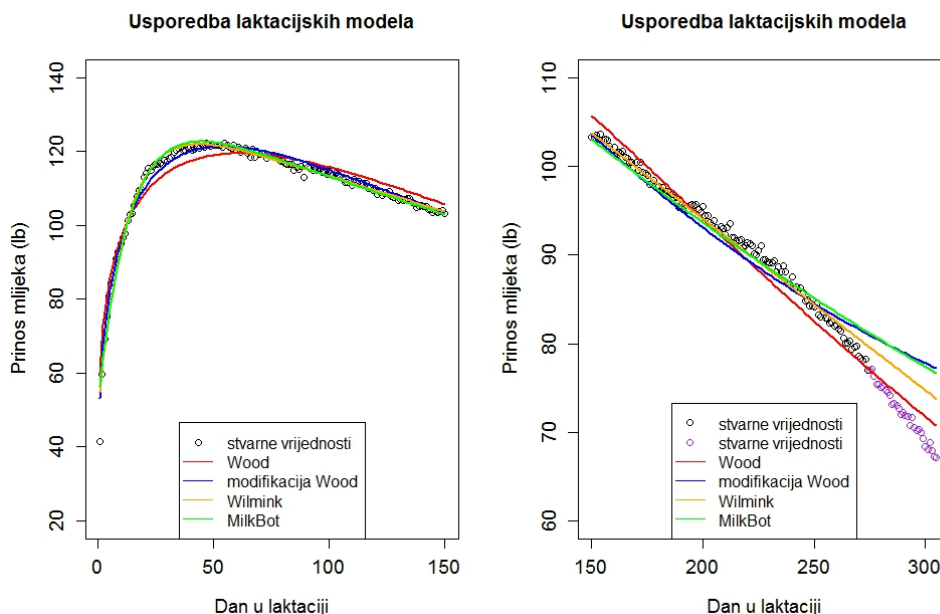 Usporedba laktacijskih modela
Prinos mlijeka (lb)
140
120
100
80
60
40
20
stvarne vrijednosti
stvarne vrijednosti
Wood
modifikacija Wood
Wilmink
MilkBot
0
50
100
150
Dan u laktaciji
Usporedba laktacijskih modela
Prinos mlijeka (lb)
110
100
90
80
70
60
stvarne vrijednosti
stvarne vrijednosti
Wood
modifikacija Wood
Wilmink
MilkBot
150
200
250
300
Dan u laktaciji